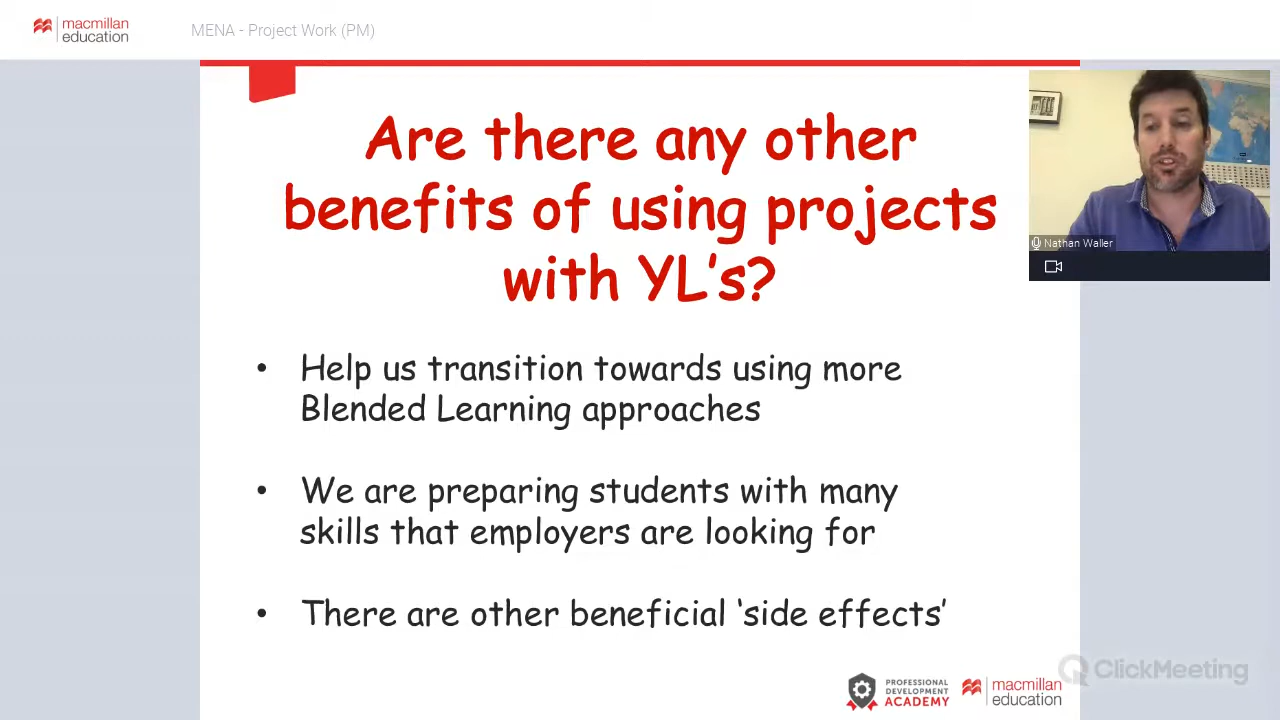 macmillan
education
MENA - Project Work (PM)
Are there any other
benefits of using projects
with YL's?
Nathan Waller
• Help us transition towards using more
Blended Learning approaches
• We are preparing students with many
skills that employers are looking for
• There are other beneficial ‘side effects’
ClickMeeting
PROFESSIONAL
DEVELOPMENT
ACADEMY
macmillan
education